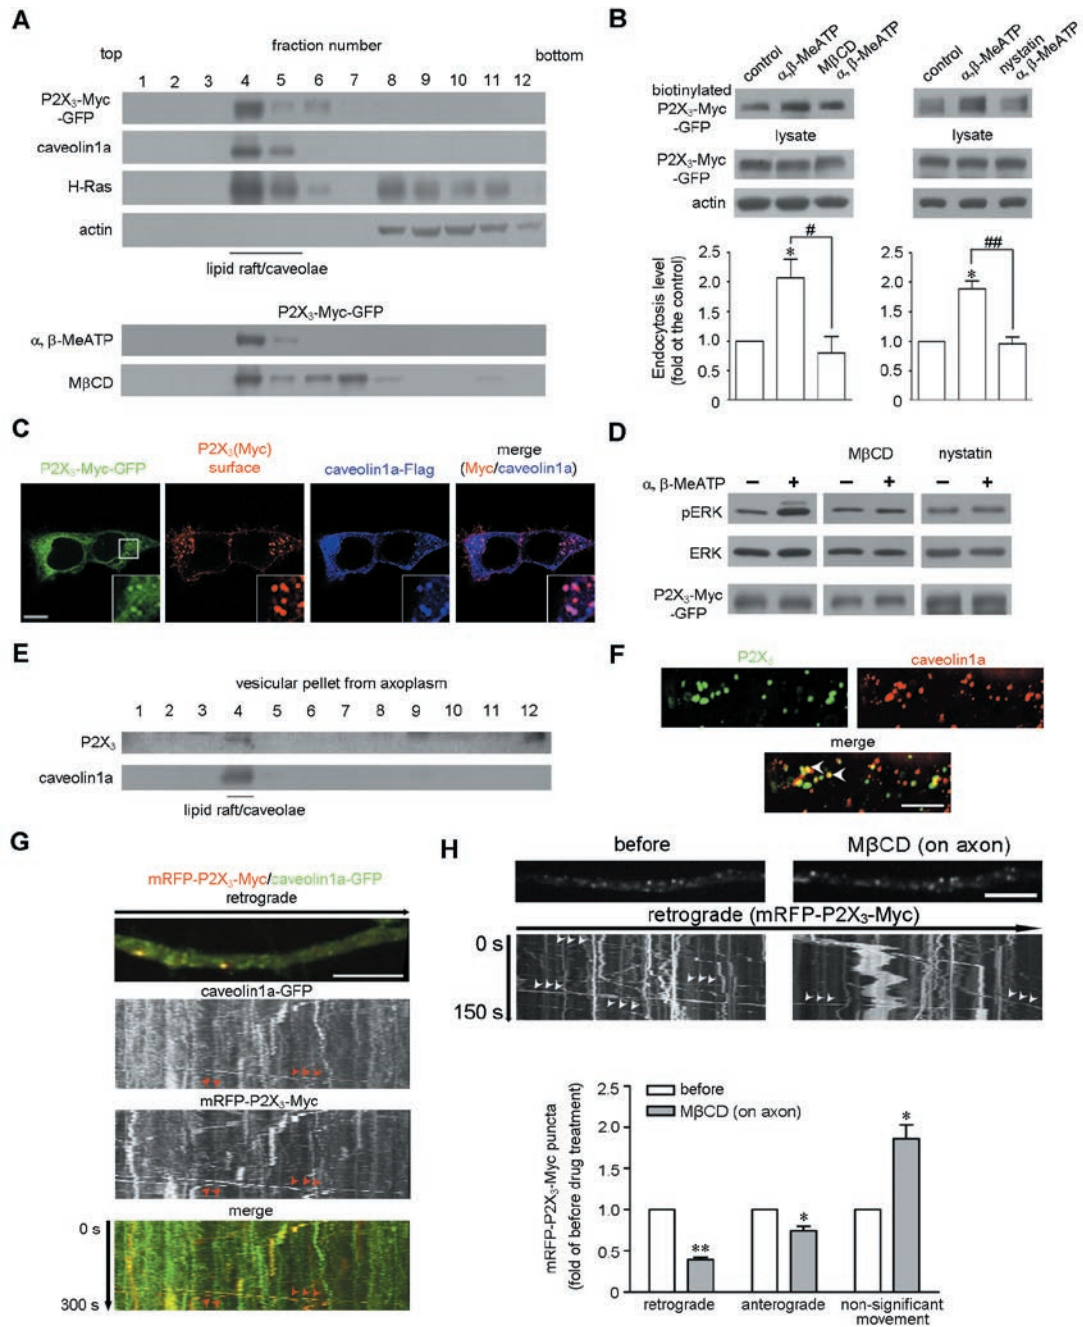 A
fraction number
top
bottom
1 2 3 4 5 6 7 8 9 10 11 12
P2X₃-Myc
-GFP
caveolin1a
H-Ras
actin
lipid raft/caveolae
P2X₃-Myc-GFP
α, β-MeATP
MβCD
B
control
α,β-MeATP
MβCD
α, β-MeATP
control
α,β-MeATP
nystatin
α, β-MeATP
biotinylated
P2X₃-Myc
-GFP
lysate
lysate
P2X₃-Myc
-GFP
actin
Endocytosis level
(fold ot the control)
2.5
2.0
1.0
0.5
0
*
#
2.5
2.0
1.0
0.5
0
*
##
C
P2X₃-Myc-GFP
P2X₃(Myc)
surface
caveolin1a-Flag
merge
(Myc/caveolin1a)
D
MβCD
nystatin
α, β-MeATP
− + − + − +
pERK
ERK
P2X₃-Myc
-GFP
E
vesicular pellet from axoplasm
1 2 3 4 5 6 7 8 9 10 11 12
P2X₃
caveolin1a
lipid raft/caveolae
F
P2X₃
caveolin1a
merge
G
mRFP-P2X₃-Myc/caveolin1a-GFP
retrograde
caveolin1a-GFP
mRFP-P2X₃-Myc
merge
0 s
300 s
H
before
MβCD (on axon)
retrograde (mRFP-P2X₃-Myc)
0 s
150 s
mRFP-P2X₃-Myc puncta
(fold of before drug treatment)
2.5
2.0
1.5
1.0
0.5
0
before
MβCD (on axon)
**
*
*
retrograde
anterograde
non-significant
movement